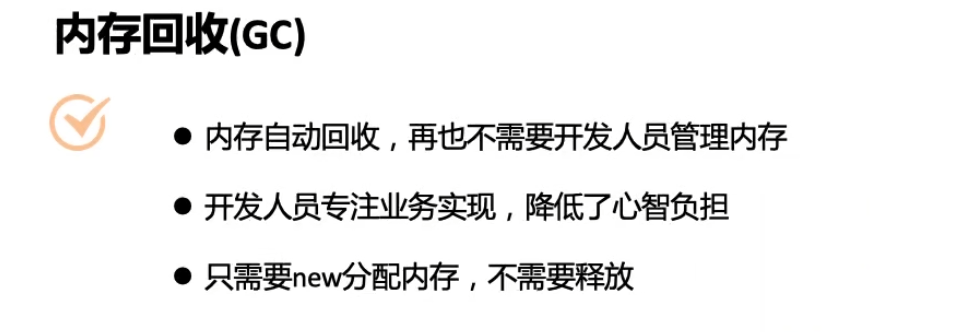 内存回收(GC)
● 内存自动回收，再也不需要开发人员管理内存
● 开发人员专注业务实现，降低了心智负担
● 只需要new分配内存，不需要释放